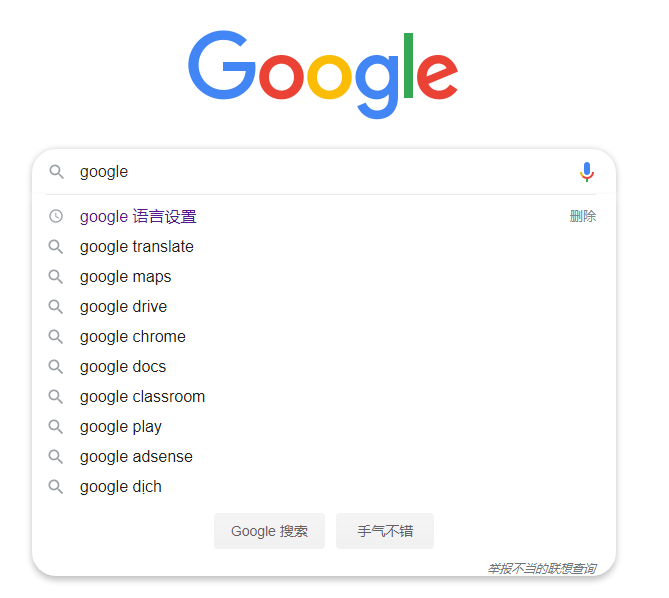 Google
google
google 语言设置 删除
google translate
google maps
google drive
google chrome
google docs
google classroom
google play
google adsense
google dịch
Google 搜索 手气不错
举报不当的联想查询